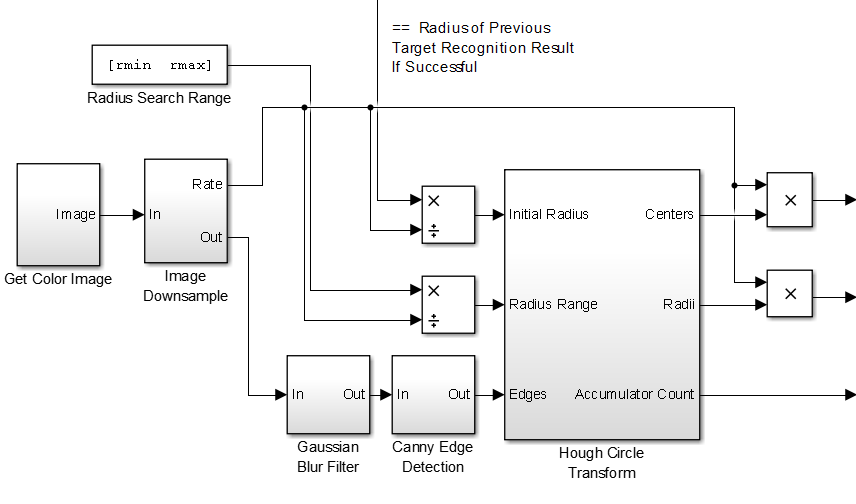 == Radius of Previous
Target Recognition Result
If Successful
[rmin rmax]
Radius Search Range
Image
Get Color Image
In
Rate
Out
Image
Downsample
×
÷
×
÷
Initial Radius
Radius Range
Edges
Centers
Radii
Accumulator Count
Hough Circle
Transform
×
×
In
Out
Gaussian
Blur Filter
In
Out
Canny Edge
Detection